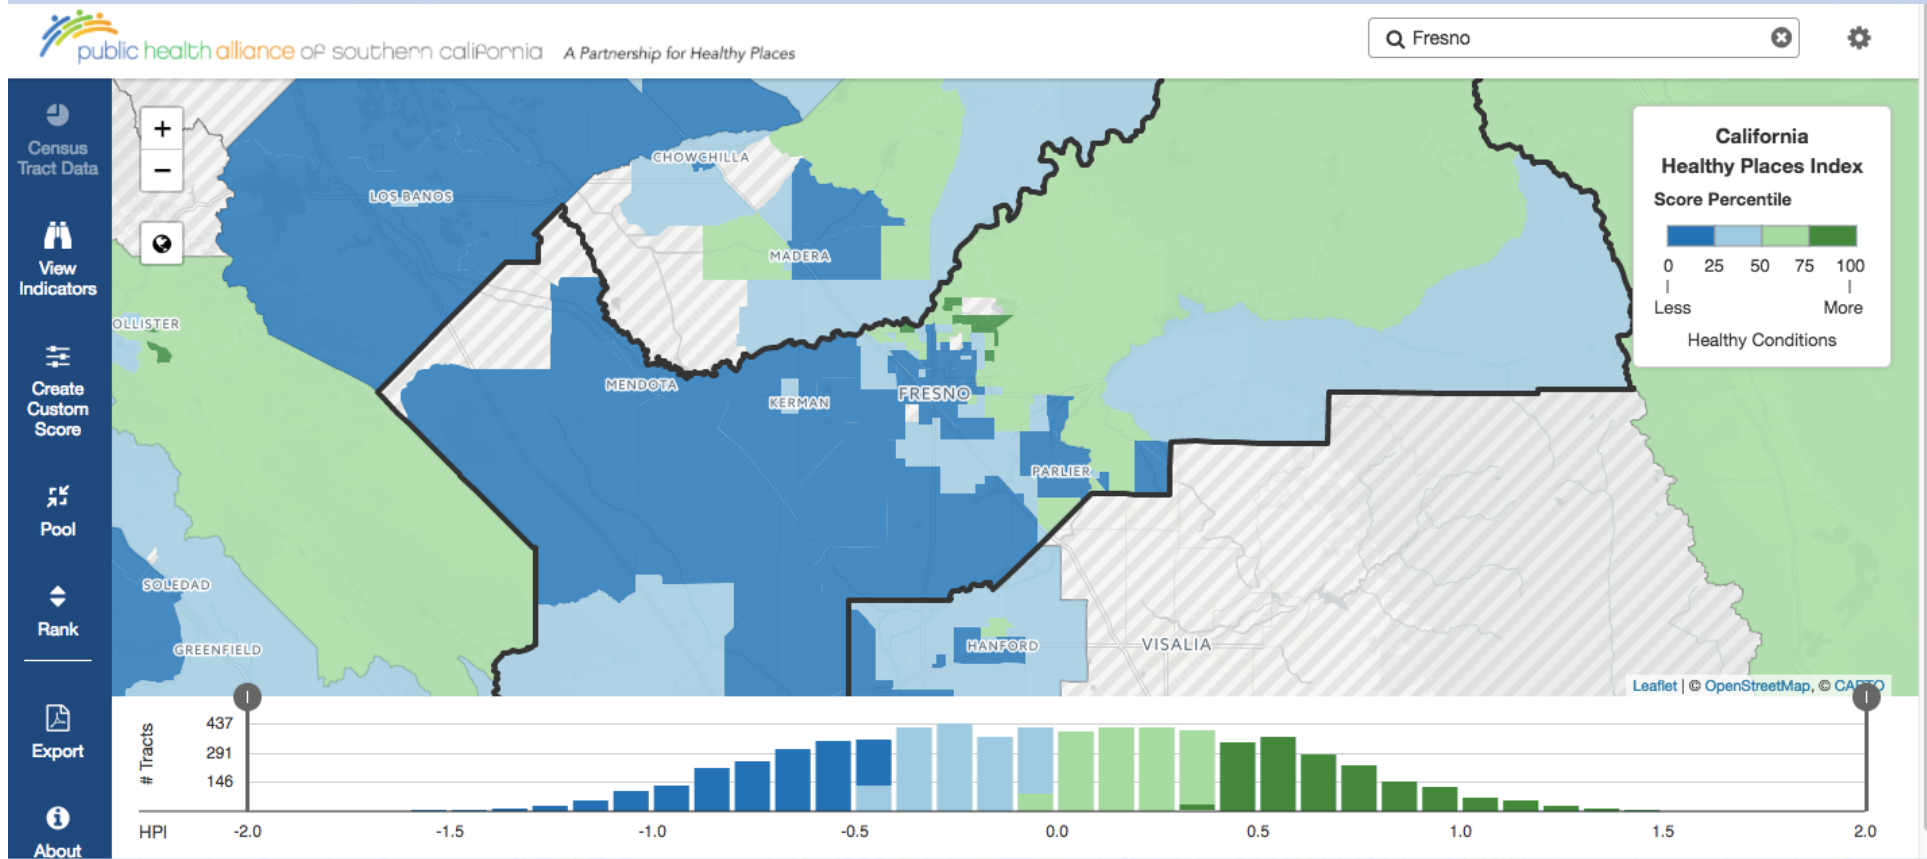 public health alliance of southern california A Partnership for Healthy Places
Fresno
Census
Tract Data
View
Indicators
Create
Custom
Score
Pool
Rank
Export
About
+
−
CHOWCHILLA
LOS BANOS
MADERA
OLLISTER
MENDOTA
KERMAN
FRESNO
PARLIER
SOLEDAD
GREENFIELD
HANFORD
VISALIA
California
Healthy Places Index
Score Percentile
0 25 50 75 100
Less More
Healthy Conditions
Leaflet | © OpenStreetMap, © CARTO
# Tracts
437
291
146
HPI -2.0 -1.5 -1.0 -0.5 0.0 0.5 1.0 1.5 2.0